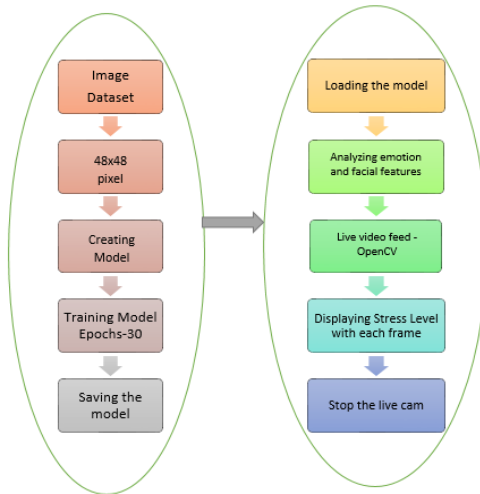 Image
Dataset
48x48
pixel
Creating
Model
Training Model
Epochs-30
Saving the
model
Loading the model
Analyzing emotion
and facial features
Live video feed -
OpenCV
Displaying Stress Level
with each frame
Stop the live cam